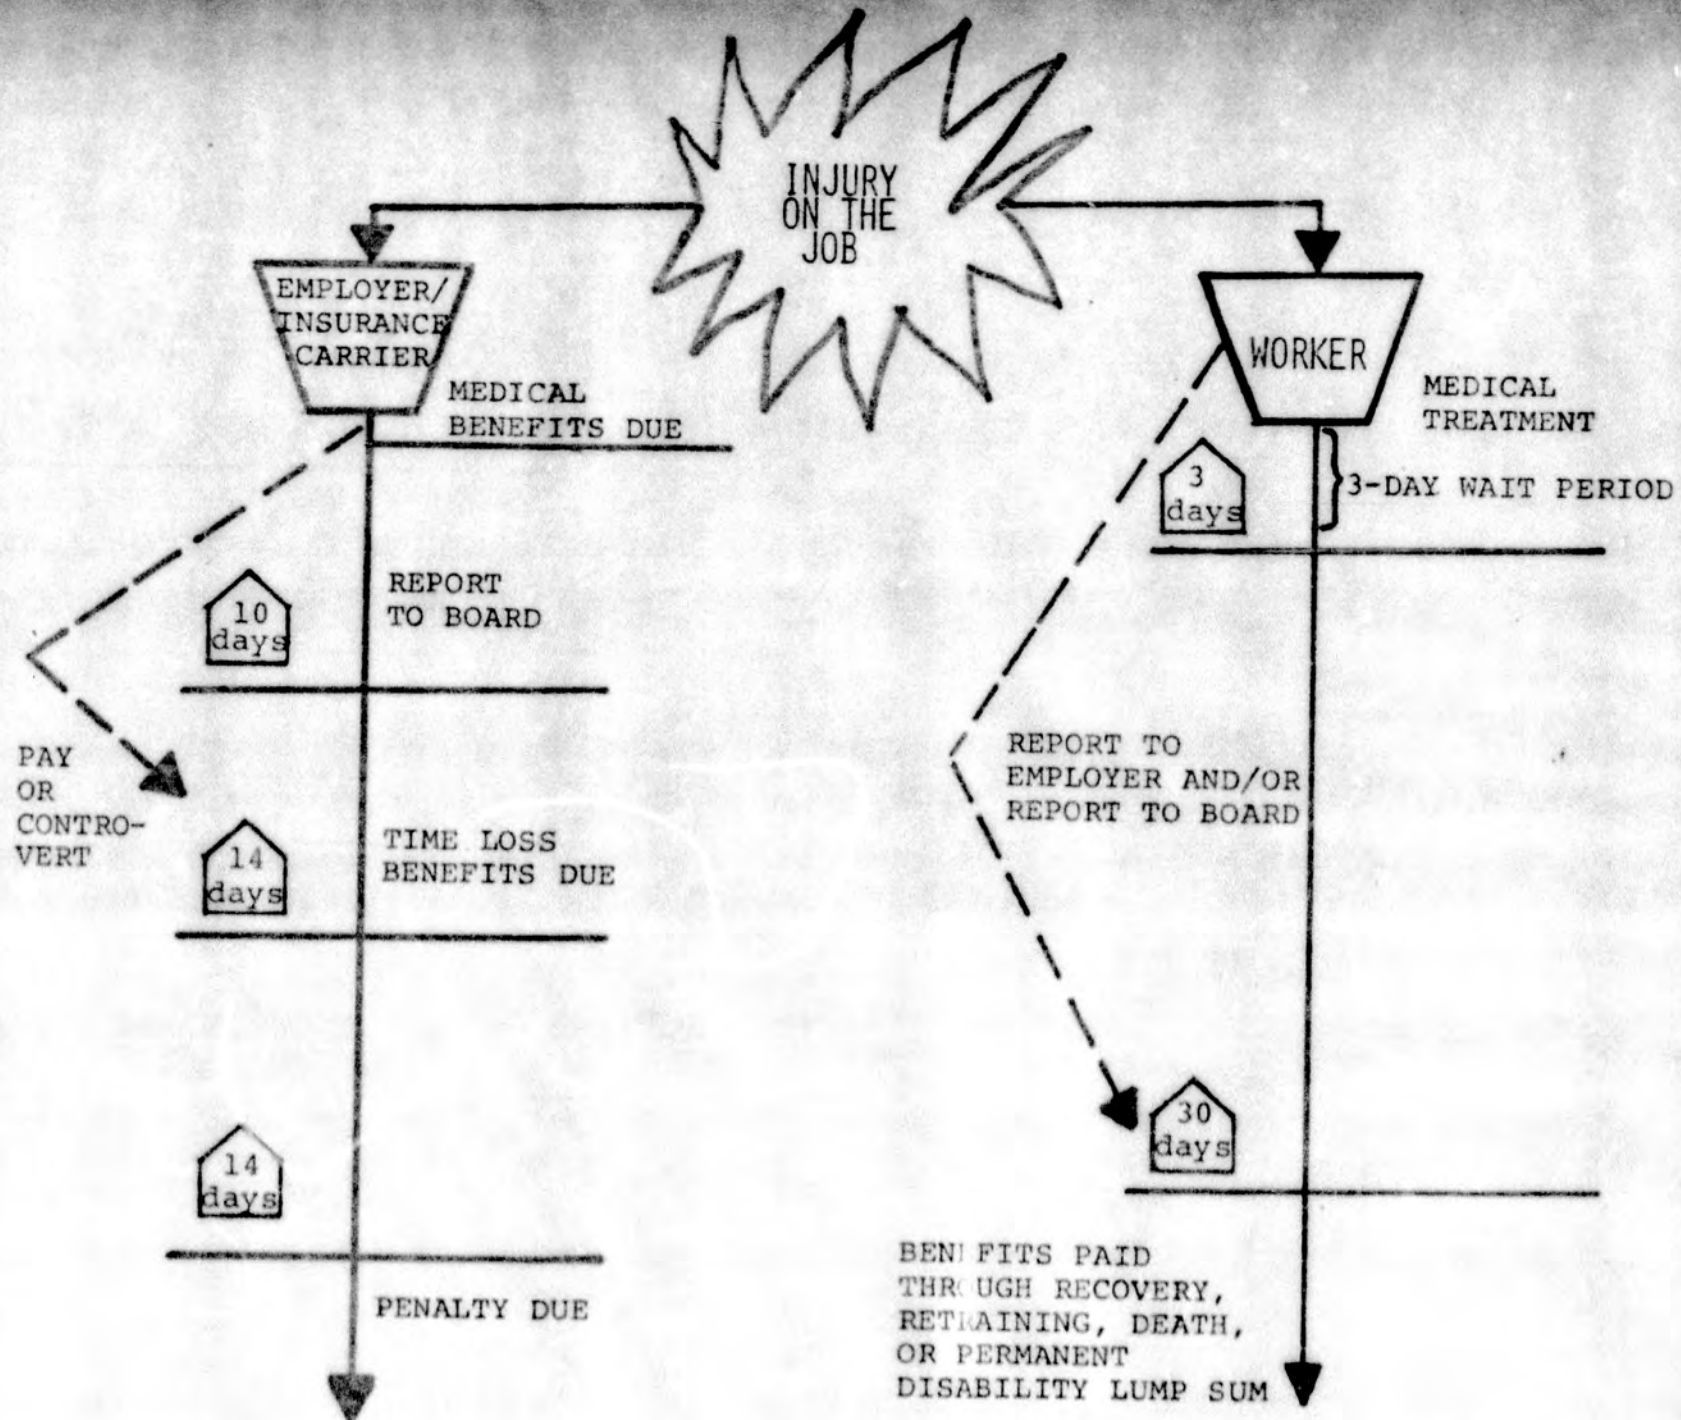 INJURY
ON THE
JOB
EMPLOYER/
INSURANCE
CARRIER
MEDICAL
BENEFITS DUE
10
days
REPORT
TO BOARD
PAY
OR
CONTRO-
VERT
14
days
TIME LOSS
BENEFITS DUE
14
days
PENALTY DUE
WORKER
MEDICAL
TREATMENT
3
days
3-DAY WAIT PERIOD
REPORT TO
EMPLOYER AND/OR
REPORT TO BOARD
30
days
BENEFITS PAID
THROUGH RECOVERY,
RETRAINING, DEATH,
OR PERMANENT
DISABILITY LUMP SUM